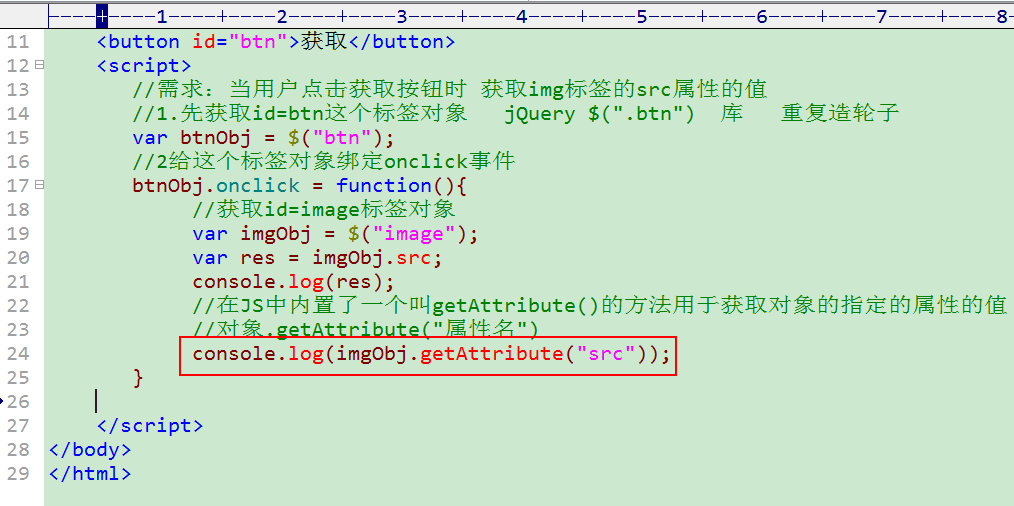 ├─────+────1────+────2────+────3────+────4────+────5────+────6────+────7────+────8─
11 <button id="btn">获取</button>
12 <script>
13 //需求：当用户点击获取按钮时 获取img标签的src属性的值
14 //1.先获取id=btn这个标签对象 jQuery $(".btn") 库 重复造轮子
15 var btnObj = $("btn");
16 //2给这个标签对象绑定onclick事件
17 btnObj.onclick = function(){
18 //获取id=image标签对象
19 var imgObj = $("image");
20 var res = imgObj.src;
21 console.log(res);
22 //在JS中内置了一个叫getAttribute()的方法用于获取对象的指定的属性的值
23 //对象.getAttribute("属性名")
24 console.log(imgObj.getAttribute("src"));
25 }
26
27 </script>
28 </body>
29 </html>